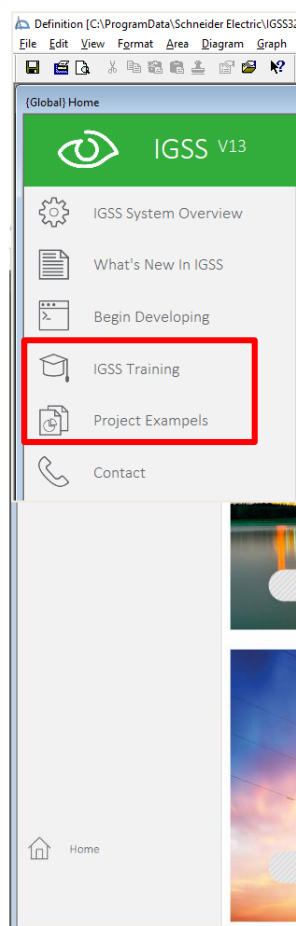 Definition [C:\ProgramData\Schneider Electric\IGSS32
File Edit View Format Area Diagram Graph
{Global} Home
IGSS V13
IGSS System Overview
What's New In IGSS
Begin Developing
IGSS Training
Project Exampels
Contact
Home